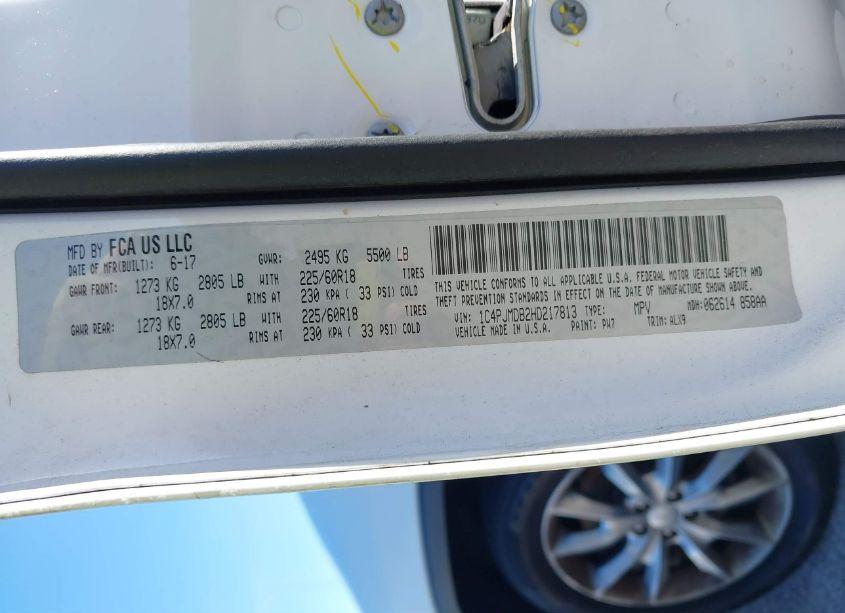 970
MFD BY FCA US LLC
DATE OF MFR(BUILT): 6-17
GVWR: 2495 KG 5500 LB
GAWR FRONT: 1273 KG 2805 LB WITH 225/60R18 TIRES
18X7.0 RIMS AT 230 KPA ( 33 PSI) COLD
GAWR REAR: 1273 KG 2805 LB WITH 225/60R18 TIRES
18X7.0 RIMS AT 230 KPA ( 33 PSI) COLD
THIS VEHICLE CONFORMS TO ALL APPLICABLE U.S.A. FEDERAL MOTOR VEHICLE SAFETY AND
THEFT PREVENTION STANDARDS IN EFFECT ON THE DATE OF MANUFACTURE SHOWN ABOVE.
VIN: 1C4PJMDB2HD217813 TYPE: MPV MDH: 062614 858AA
VEHICLE MADE IN U.S.A. PAINT: PW7 TRIM: ALX9